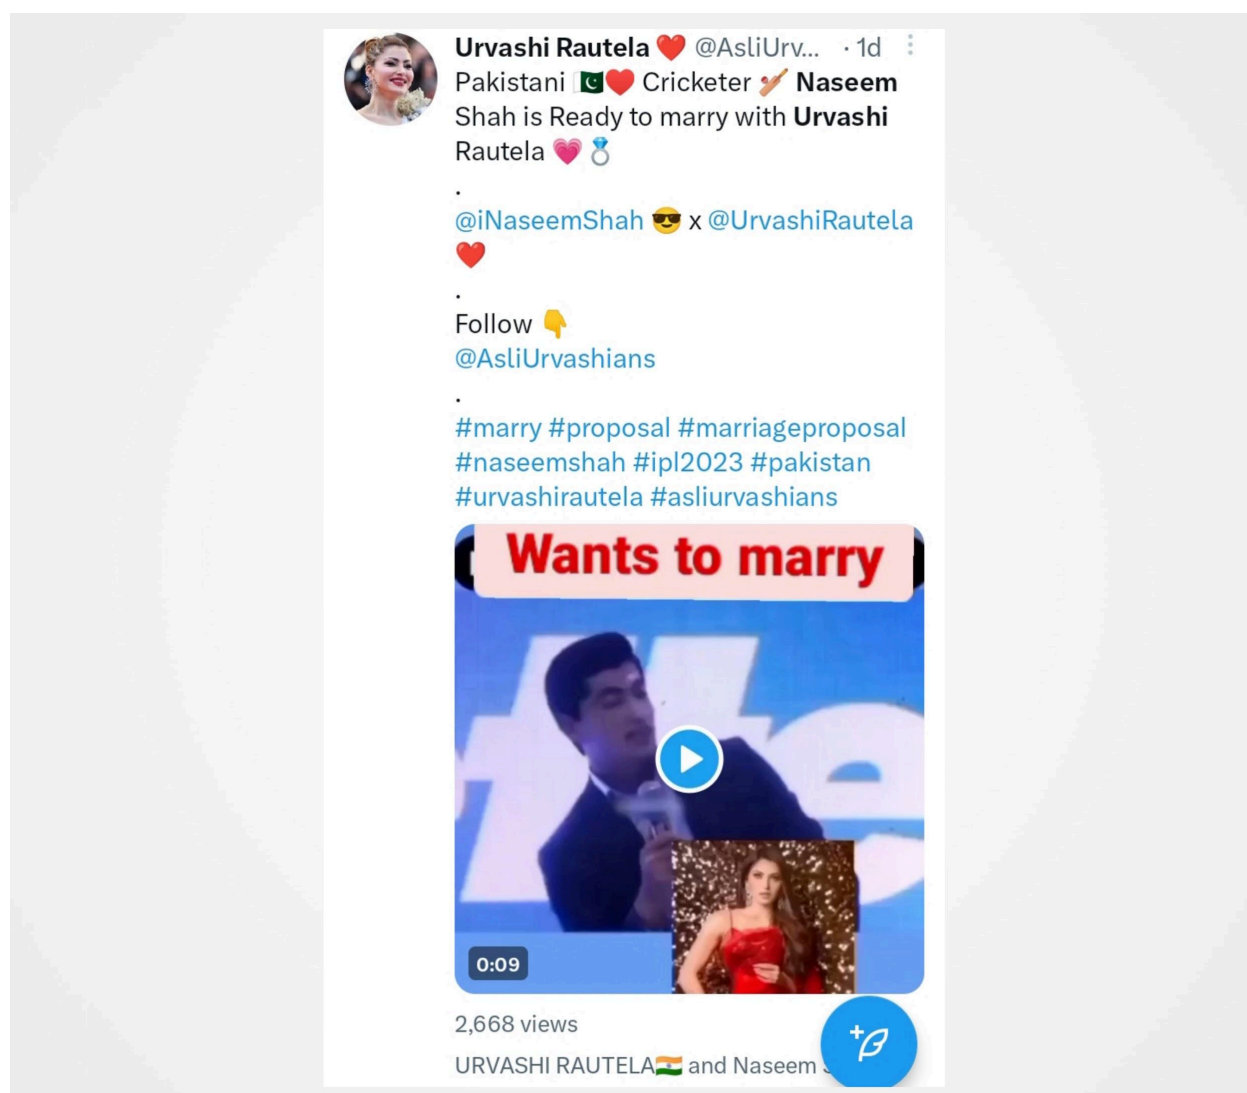 Urvashi Rautela ❤️ @AsliUrv... · 1d
Pakistani 🇵🇰♥️ Cricketer 🏏 Naseem
Shah is Ready to marry with Urvashi
Rautela 💗 💍
.
@iNaseemShah 😎 x @UrvashiRautela
❤️
.
Follow 👇
@AsliUrvashians
.
#marry #proposal #marriageproposal
#naseemshah #ipl2023 #pakistan
#urvashirautela #asliurvashians
Wants to marry
0:09
2,668 views
URVASHI RAUTELA🇮🇳 and Naseem